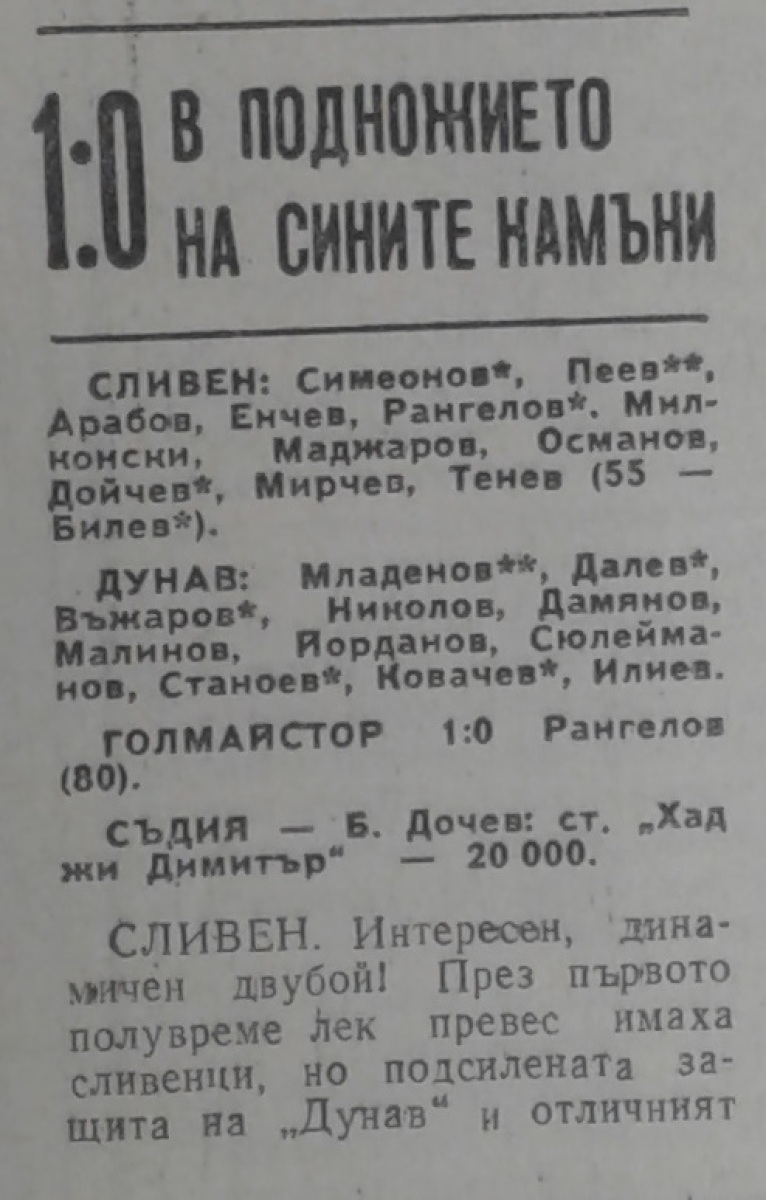 1:0 В ПОДНОЖИЕТО
НА СИНИТЕ КАМЪНИ
СЛИВЕН: Симеонов*, Пеев**,
Арабов, Енчев, Рангелов*. Мил-
конски, Маджаров, Османов,
Дойчев*, Мирчев, Тенев (55 —
Билев*).
ДУНАВ: Младенов**, Далев*,
Въжаров*, Николов, Дамянов,
Малинов, Йорданов, Сюлейма-
нов, Станоев*, Ковачев*, Илиев.
ГОЛМАЙСТОР 1:0 Рангелов
(80).
СЪДИЯ — Б. Дочев: ст. „Хад
жи Димитър“ — 20 000.
СЛИВЕН. Интересен, дина-
мичен двубой! През първото
полувреме лек превес имаха
сливенци, но подсилената за-
щита на „Дунав“ и отличният